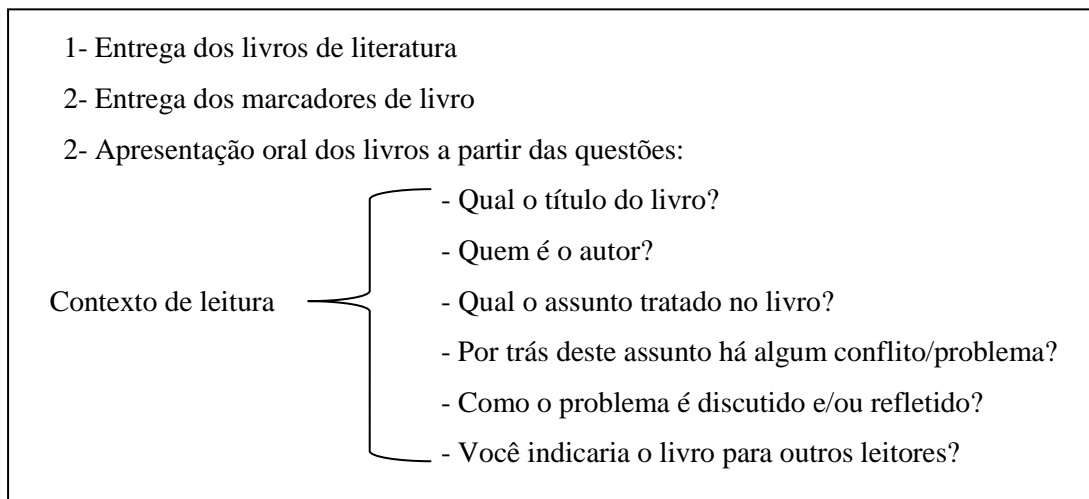 1- Entrega dos livros de literatura
2- Entrega dos marcadores de livro
2- Apresentação oral dos livros a partir das questões:
- Qual o título do livro?
- Quem é o autor?
Contexto de leitura
- Qual o assunto tratado no livro?
- Por trás deste assunto há algum conflito/problema?
- Como o problema é discutido e/ou refletido?
- Você indicaria o livro para outros leitores?